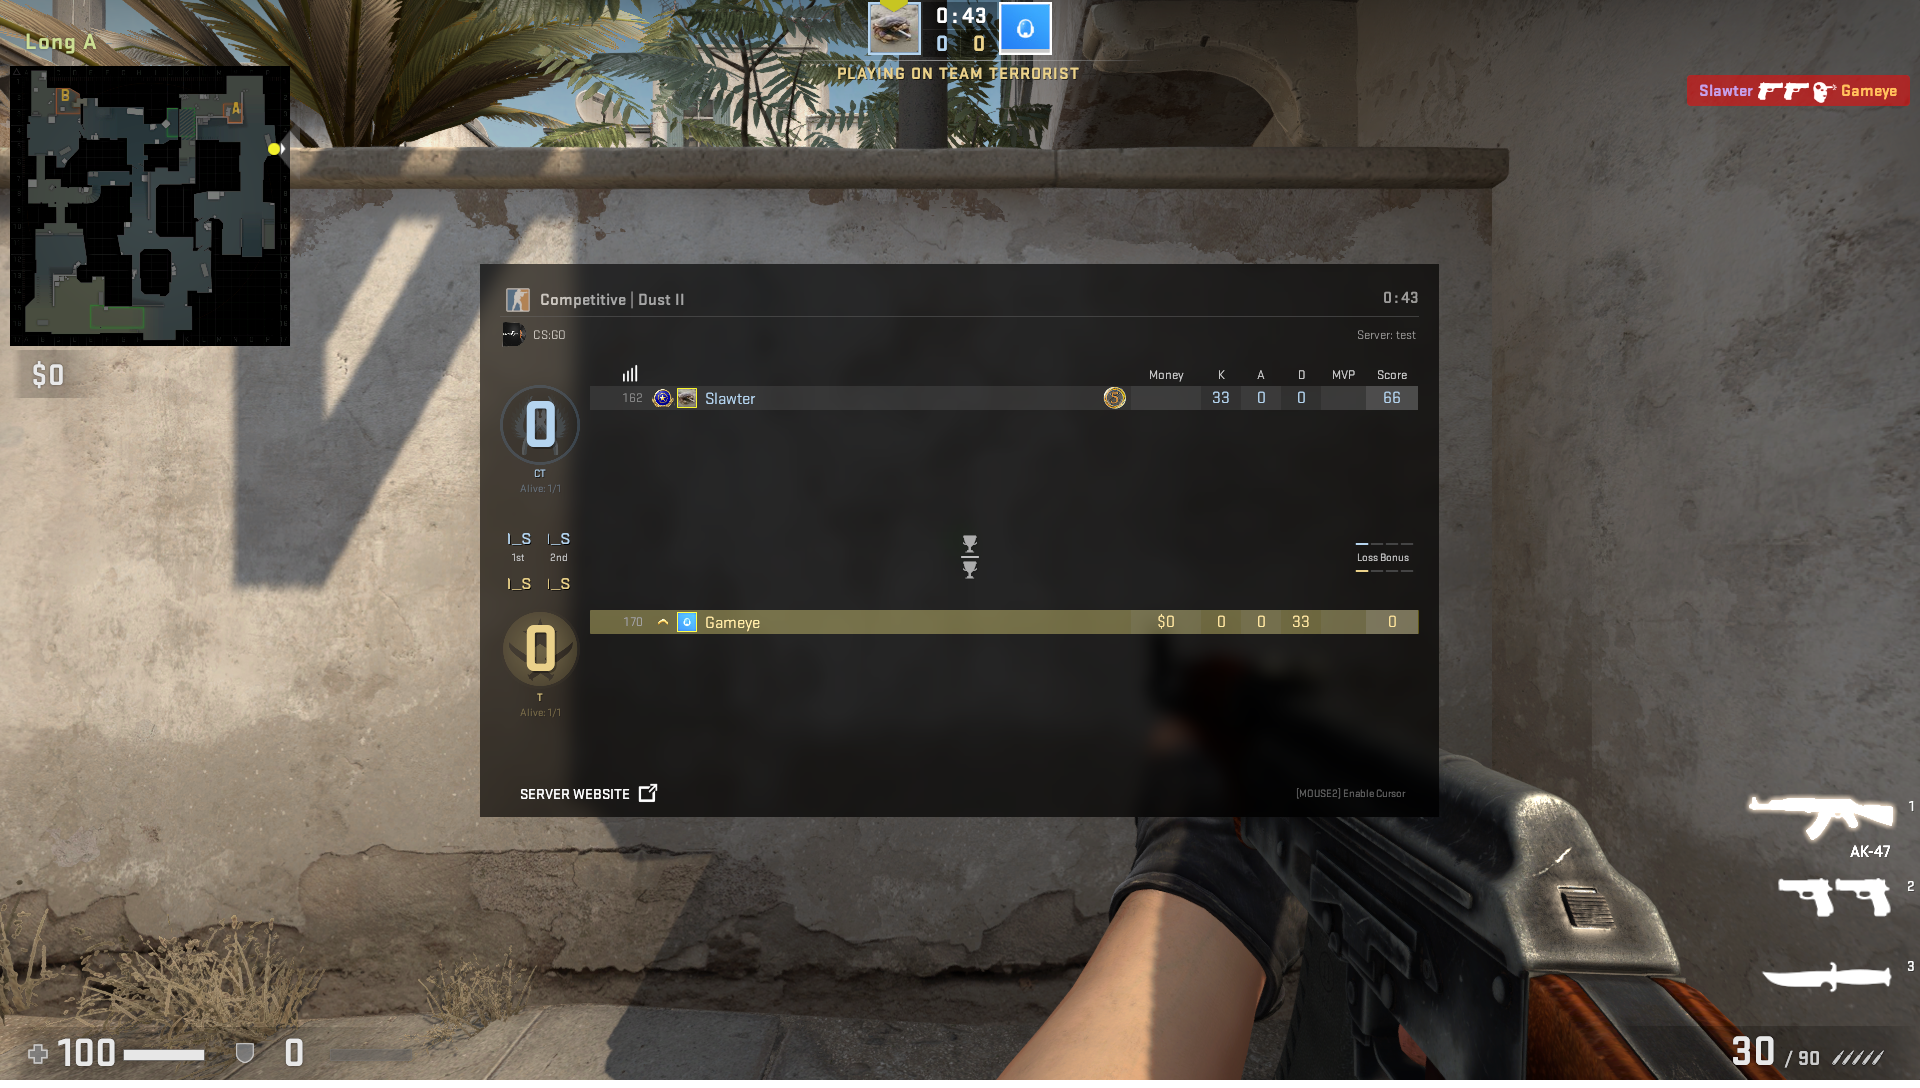 Long A
0:43
0 0
PLAYING ON TEAM TERRORIST
Slawter Gameye
B
A
$0
Competitive | Dust II 0:43
CS:GO Server: test
Money K A D MVP Score
162 Slawter 5 33 0 0 66
0
CT
Alive: 1/1
I_S I_S
1st 2nd
Loss Bonus
I_S I_S
170 Gameye $0 0 0 33 0
0
T
Alive: 1/1
SERVER WEBSITE [MOUSE2] Enable Cursor
1
AK-47
2
3
100 0 30 / 90